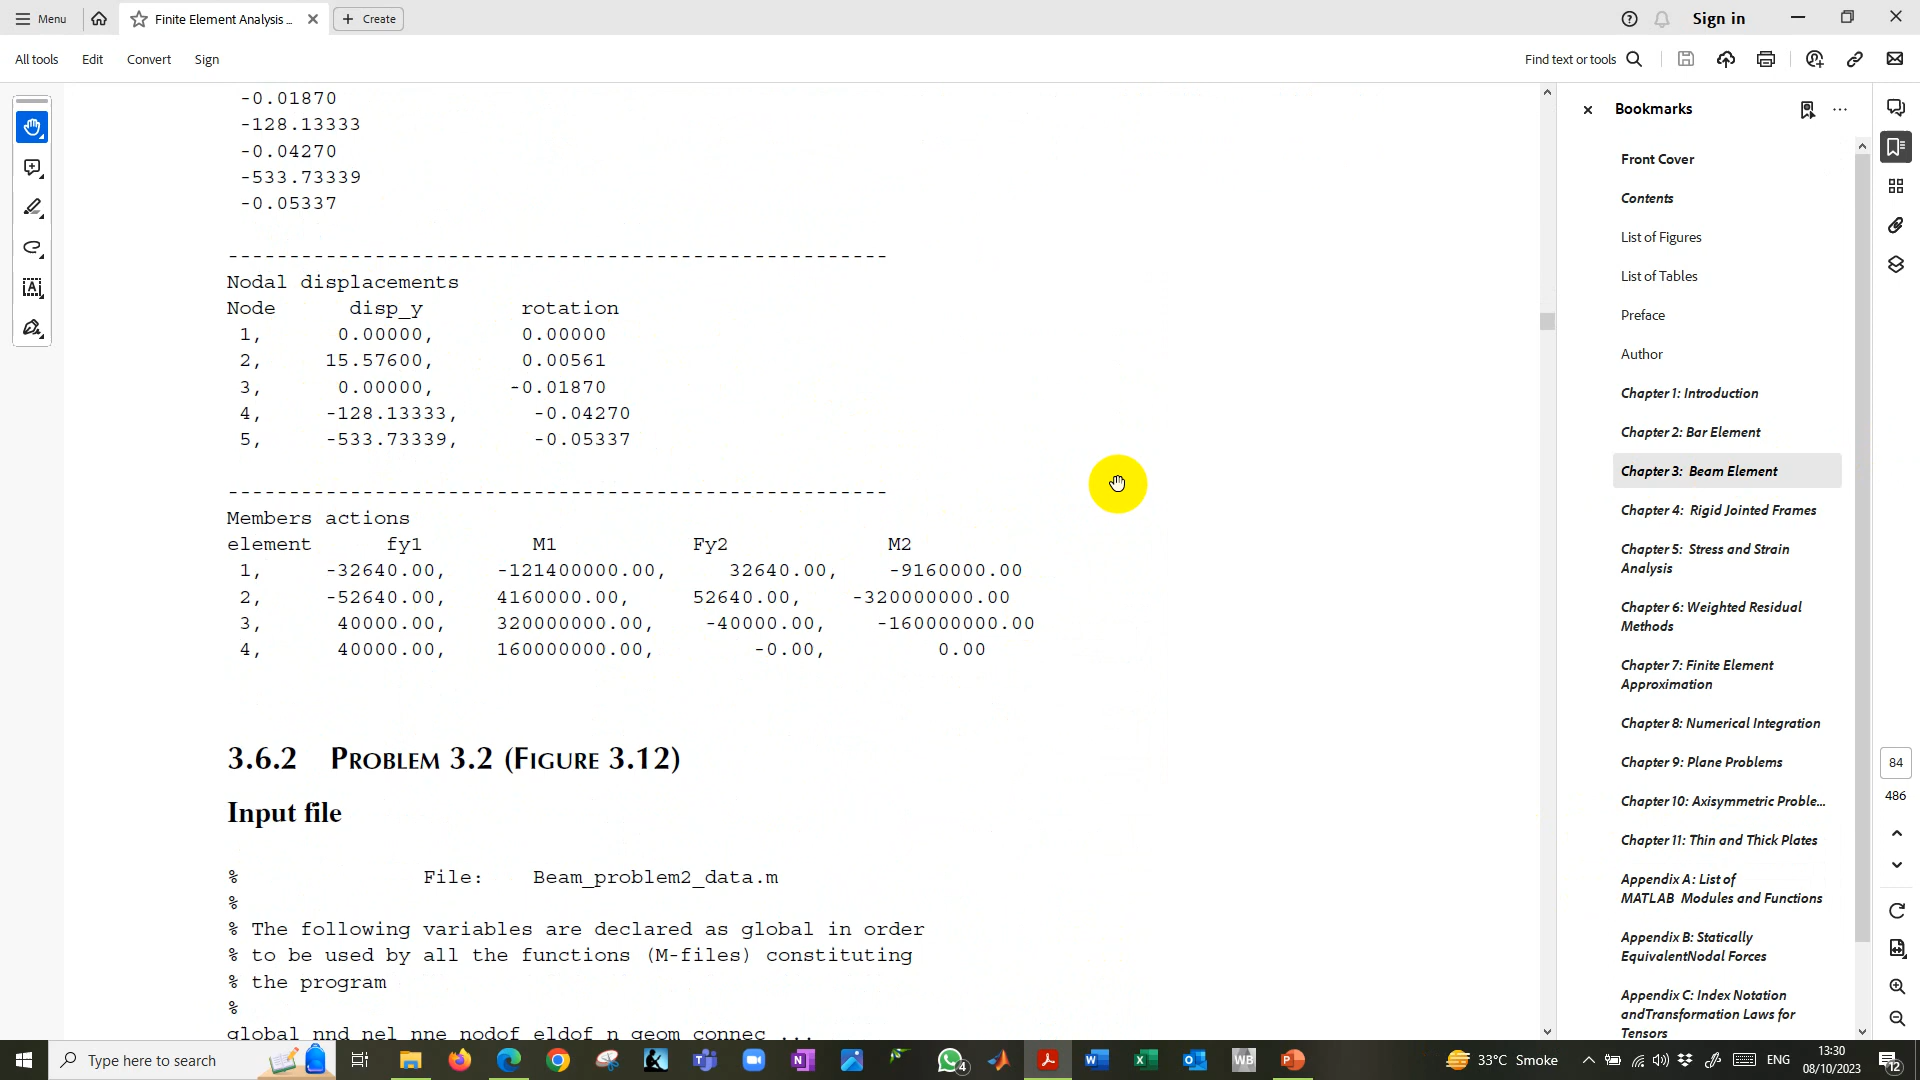 Menu
Finite Element Analysis ...
Create
Sign in
All tools
Edit
Convert
Sign
Find text or tools
-0.01870
-128.13333
-0.04270
-533.73339
-0.05337
------------------------------------------------------
Nodal displacements
Node disp_y rotation
1, 0.00000, 0.00000
2, 15.57600, 0.00561
3, 0.00000, -0.01870
4, -128.13333, -0.04270
5, -533.73339, -0.05337
------------------------------------------------------
Members actions
element fy1 M1 Fy2 M2
1, -32640.00, -121400000.00, 32640.00, -9160000.00
2, -52640.00, 4160000.00, 52640.00, -320000000.00
3, 40000.00, 320000000.00, -40000.00, -160000000.00
4, 40000.00, 160000000.00, -0.00, 0.00
3.6.2 PROBLEM 3.2 (FIGURE 3.12)
Input file
% File: Beam_problem2_data.m
%
% The following variables are declared as global in order
% to be used by all the functions (M-files) constituting
% the program
%
global nnd nel nne nodof eldof n geom connec ...
Bookmarks
Front Cover
Contents
List of Figures
List of Tables
Preface
Author
Chapter 1: Introduction
Chapter 2: Bar Element
Chapter 3: Beam Element
Chapter 4: Rigid Jointed Frames
Chapter 5: Stress and Strain
Analysis
Chapter 6: Weighted Residual
Methods
Chapter 7: Finite Element
Approximation
Chapter 8: Numerical Integration
Chapter 9: Plane Problems
Chapter 10: Axisymmetric Proble...
Chapter 11: Thin and Thick Plates
Appendix A: List of
MATLAB Modules and Functions
Appendix B: Statically
EquivalentNodal Forces
Appendix C: Index Notation
andTransformation Laws for
Tensors
84
486
Type here to search
4
WB
33°C Smoke
ENG
13:30
08/10/2023
12